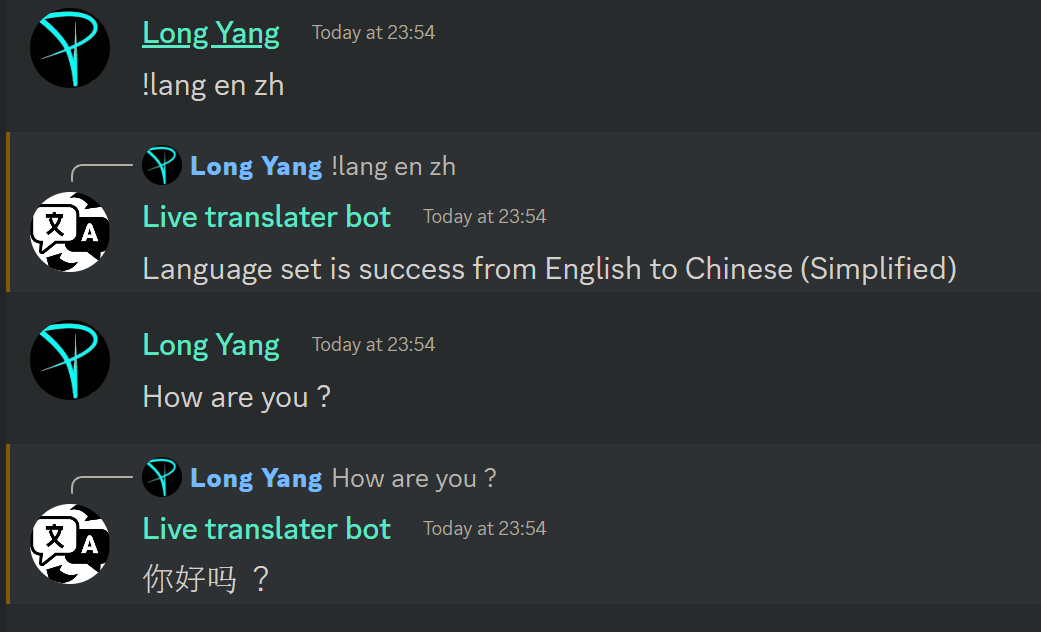 Long Yang Today at 23:54
!lang en zh
Long Yang !lang en zh
Live translater bot Today at 23:54
Language set is success from English to Chinese (Simplified)
Long Yang Today at 23:54
How are you ?
Long Yang How are you ?
Live translater bot Today at 23:54
你好吗 ？